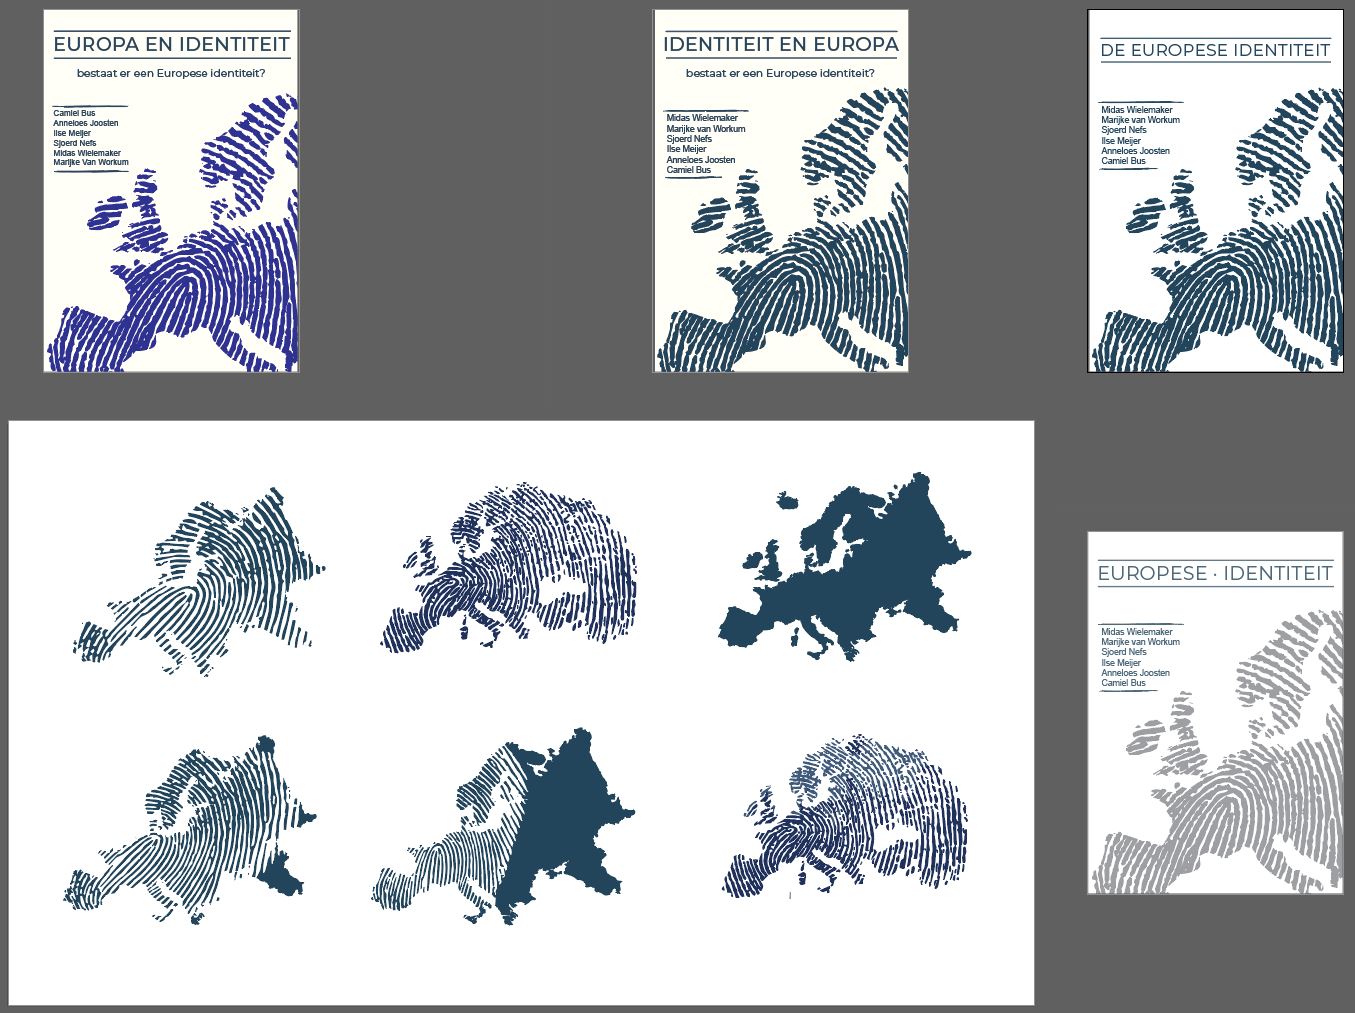 EUROPA EN IDENTITEIT
bestaat er een Europese identiteit?
Camiel Bus
Anneloes Joosten
Ilse Meijer
Sjoerd Nefs
Midas Wielemaker
Marijke Van Workum
IDENTITEIT EN EUROPA
bestaat er een Europese identiteit?
Midas Wielemaker
Marijke van Workum
Sjoerd Nefs
Ilse Meijer
Anneloes Joosten
Camiel Bus
DE EUROPESE IDENTITEIT
Midas Wielemaker
Marijke van Workum
Sjoerd Nefs
Ilse Meijer
Anneloes Joosten
Camiel Bus
EUROPESE · IDENTITEIT
Midas Wielemaker
Marijke van Workum
Sjoerd Nefs
Ilse Meijer
Anneloes Joosten
Camiel Bus